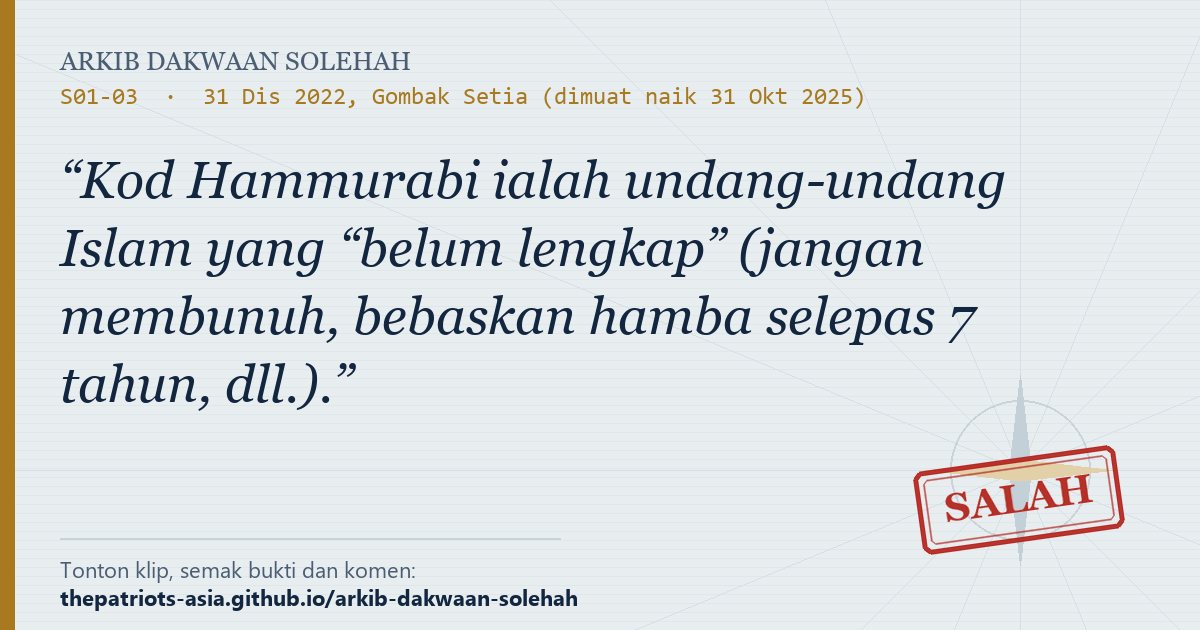 ARKIB DAKWAAN SOLEHAH
S01-03 · 31 Dis 2022, Gombak Setia (dimuat naik 31 Okt 2025)
“Kod Hammurabi ialah undang-undang
Islam yang “belum lengkap” (jangan
membunuh, bebaskan hamba selepas 7
tahun, dll.).”
SALAH
Tonton klip, semak bukti dan komen:
thepatriots-asia.github.io/arkib-dakwaan-solehah